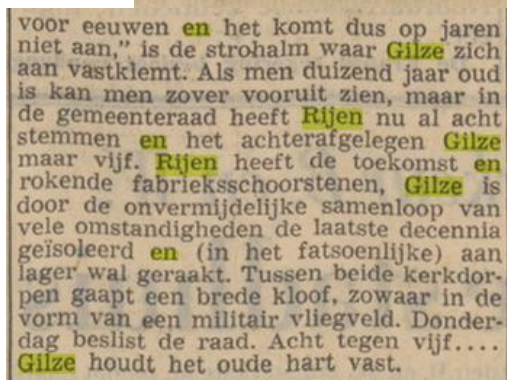 voor eeuwen en het komt dus op jaren
niet aan,” is de strohalm waar Gilze zich
aan vastklemt. Als men duizend jaar oud
is kan men zover vooruit zien, maar in
de gemeenteraad heeft Rijen nu al acht
stemmen en het achterafgelegen Gilze
maar vijf. Rijen heeft de toekomst en
rokende fabrieksschoorstenen, Gilze is
door de onvermijdelijke samenloop van
vele omstandigheden de laatste decennia
geïsoleerd en (in het fatsoenlijke) aan
lager wal geraakt. Tussen beide kerkdor-
pen gaapt een brede kloof, zowaar in de
vorm van een militair vliegveld. Donder-
dag beslist de raad. Acht tegen vijf....
Gilze houdt het oude hart vast.